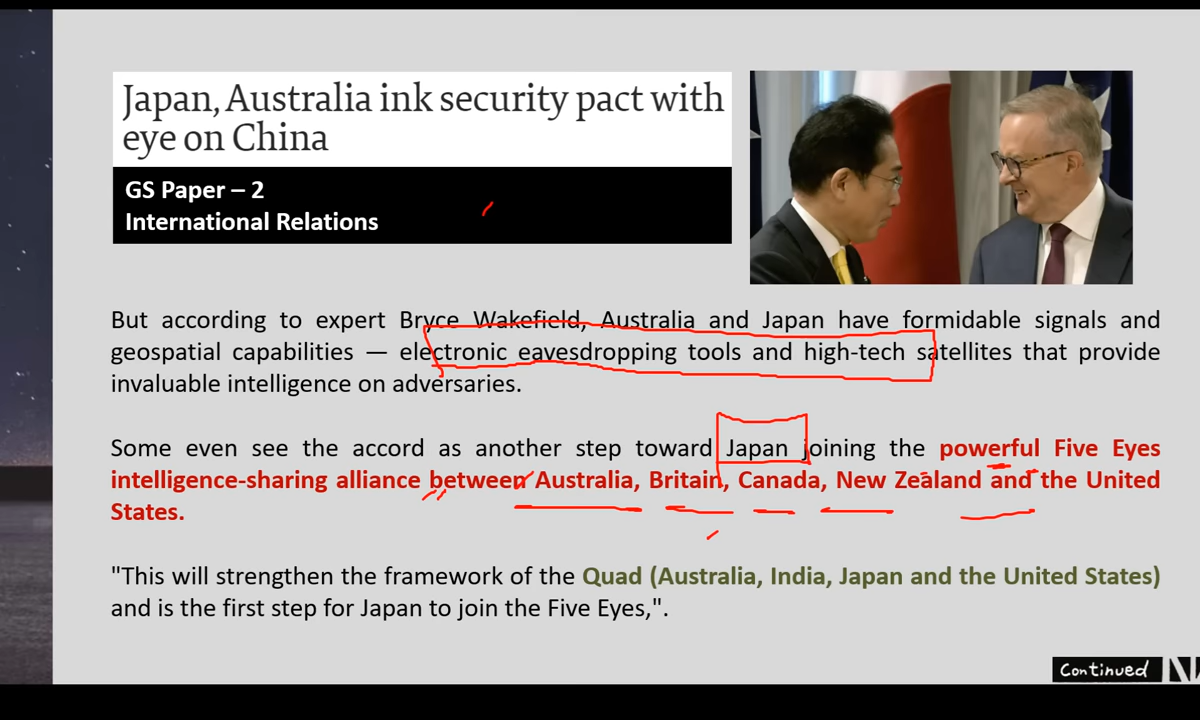 Japan, Australia ink security pact with
eye on China
GS Paper – 2
International Relations
But according to expert Bryce Wakefield, Australia and Japan have formidable signals and
geospatial capabilities — electronic eavesdropping tools and high-tech satellites that provide
invaluable intelligence on adversaries.
Some even see the accord as another step toward Japan joining the powerful Five Eyes
intelligence-sharing alliance between Australia, Britain, Canada, New Zealand and the United
States.
"This will strengthen the framework of the Quad (Australia, India, Japan and the United States)
and is the first step for Japan to join the Five Eyes,".
Continued